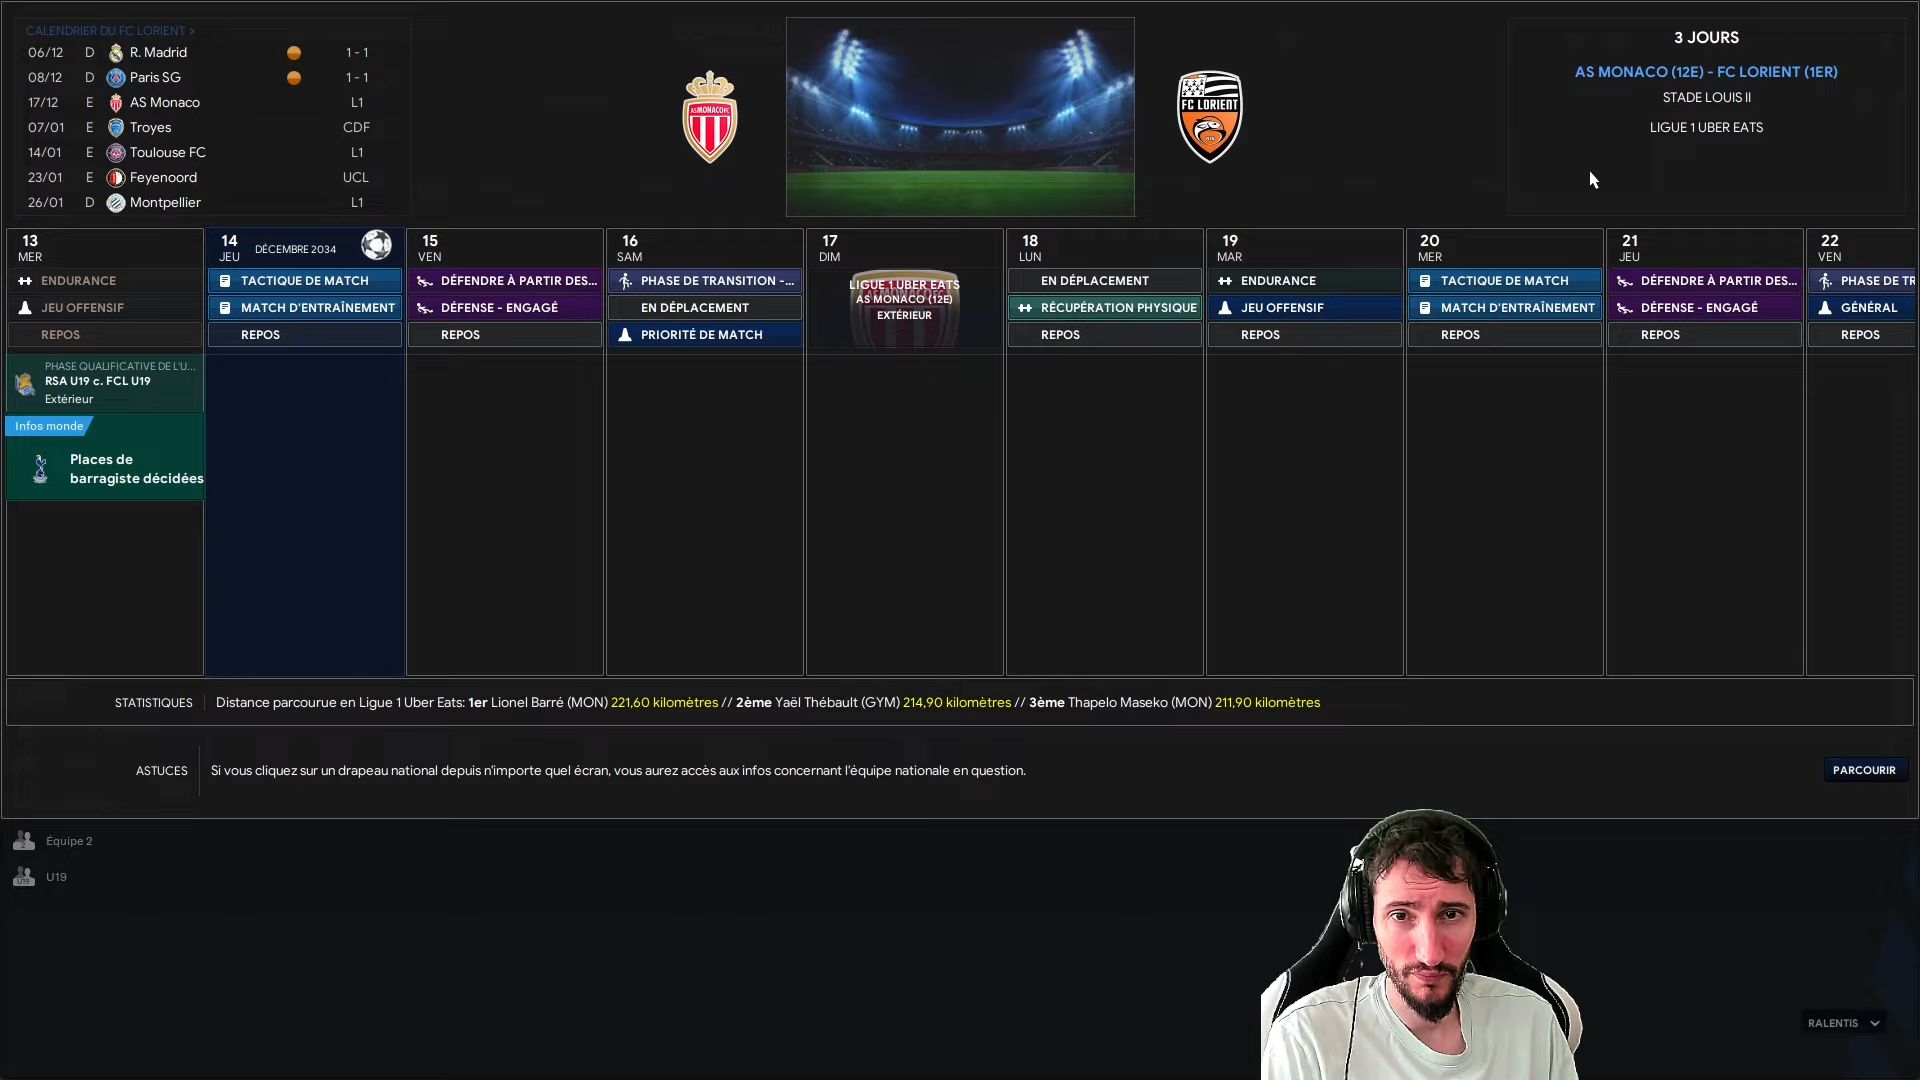 CALENDRIER DU FC LORIENT >
06/12 D R. Madrid 1 - 1
08/12 D Paris SG 1 - 1
17/12 E AS Monaco L1
07/01 E Troyes CDF
14/01 E Toulouse FC L1
23/01 E Feyenoord UCL
26/01 D Montpellier L1
AS MONACO FC
FC LORIENT
3 JOURS
AS MONACO (12E) - FC LORIENT (1ER)
STADE LOUIS II
LIGUE 1 UBER EATS
13
MER
ENDURANCE
JEU OFFENSIF
REPOS
PHASE QUALIFICATIVE DE L'U...
RSA U19 c. FCL U19
Extérieur
Infos monde
Places de
barragiste décidées
14
JEU
DÉCEMBRE 2034
TACTIQUE DE MATCH
MATCH D'ENTRAÎNEMENT
REPOS
15
VEN
DÉFENDRE À PARTIR DES...
DÉFENSE - ENGAGÉ
REPOS
16
SAM
PHASE DE TRANSITION -...
EN DÉPLACEMENT
PRIORITÉ DE MATCH
17
DIM
LIGUE 1 UBER EATS
AS MONACO (12E)
EXTÉRIEUR
18
LUN
EN DÉPLACEMENT
RÉCUPÉRATION PHYSIQUE
REPOS
19
MAR
ENDURANCE
JEU OFFENSIF
REPOS
20
MER
TACTIQUE DE MATCH
MATCH D'ENTRAÎNEMENT
REPOS
21
JEU
DÉFENDRE À PARTIR DES...
DÉFENSE - ENGAGÉ
REPOS
22
VEN
PHASE DE TR
GÉNÉRAL
REPOS
STATISTIQUES Distance parcourue en Ligue 1 Uber Eats: 1er Lionel Barré (MON) 221,60 kilomètres // 2ème Yaël Thébault (GYM) 214,90 kilomètres // 3ème Thapelo Maseko (MON) 211,90 kilomètres
ASTUCES Si vous cliquez sur un drapeau national depuis n'importe quel écran, vous aurez accès aux infos concernant l'équipe nationale en question.
PARCOURIR
2 Équipe 2
U19 U19
RALENTIS